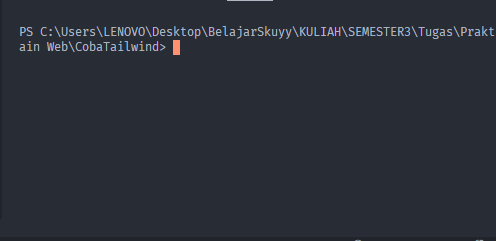 PS C:\Users\LENOVO\Desktop\BelajarSkuyy\KULIAH\SEMESTER3\Tugas\Prakt
ain Web\CobaTailwind>